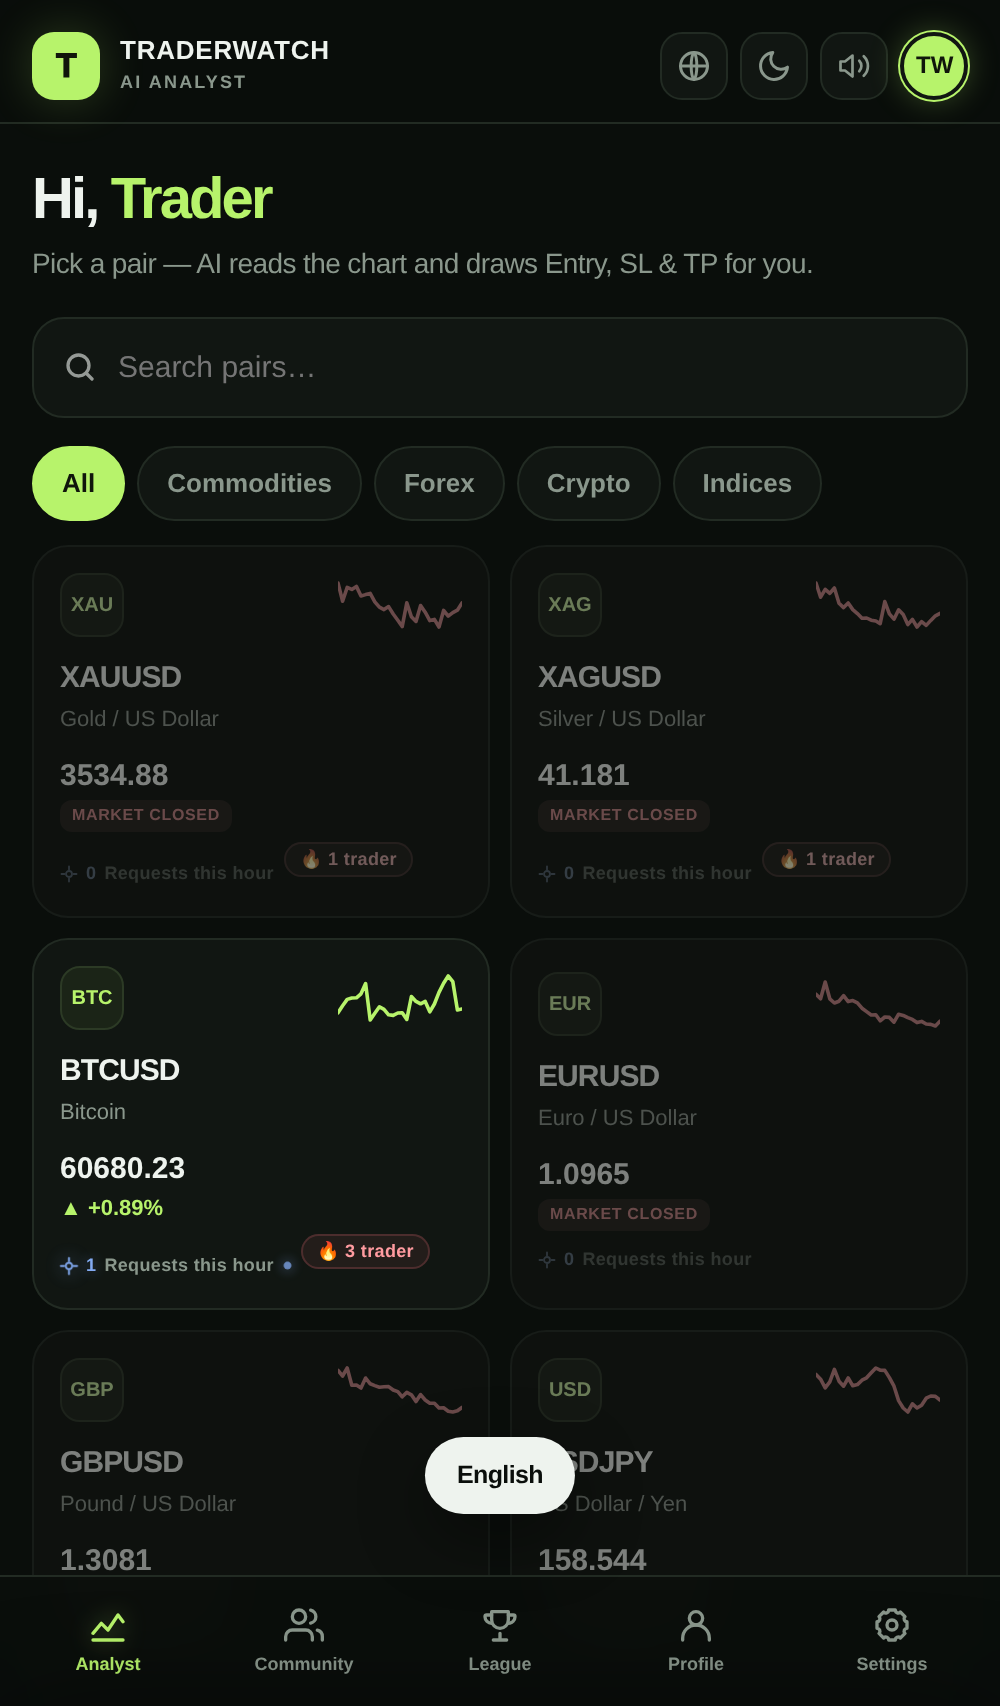 T
TRADERWATCH
AI ANALYST
TW
Hi, Trader
Pick a pair — AI reads the chart and draws Entry, SL & TP for you.
Search pairs…
All
Commodities
Forex
Crypto
Indices
XAU
XAUUSD
Gold / US Dollar
3534.88
MARKET CLOSED
0 Requests this hour
🔥 1 trader
XAG
XAGUSD
Silver / US Dollar
41.181
MARKET CLOSED
0 Requests this hour
🔥 1 trader
BTC
BTCUSD
Bitcoin
60680.23
▲ +0.89%
1 Requests this hour
🔥 3 trader
EUR
EURUSD
Euro / US Dollar
1.0965
MARKET CLOSED
0 Requests this hour
GBP
GBPUSD
Pound / US Dollar
1.3081
USD
SDJPY
Dollar / Yen
158.544
English
Analyst
Community
League
Profile
Settings